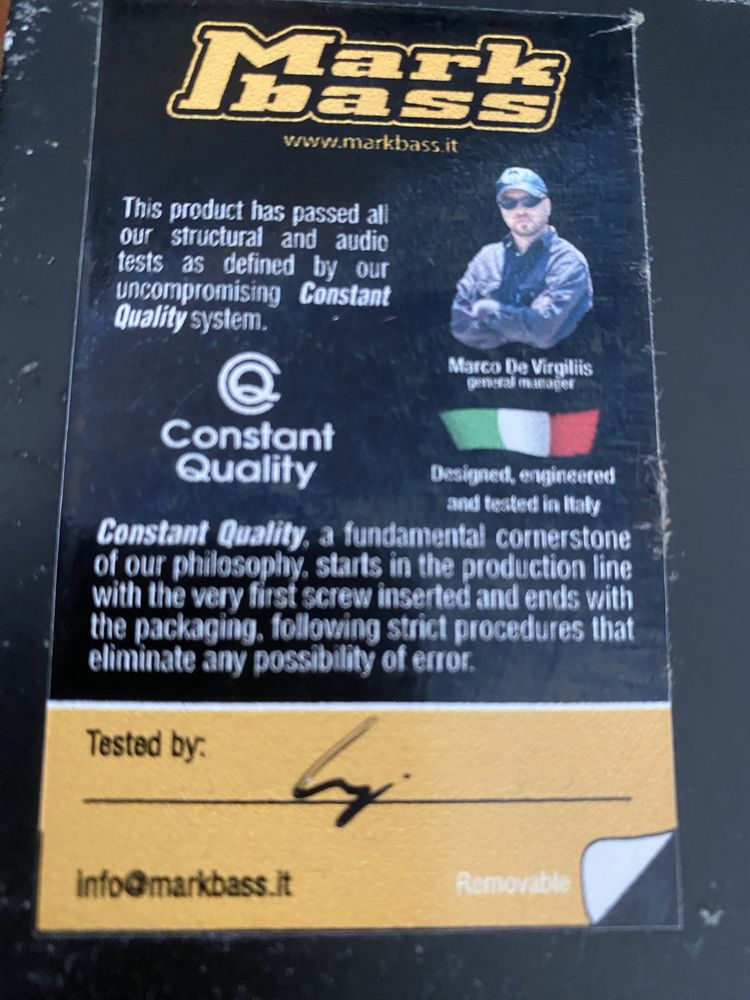 Mark
bass
www.markbass.it
This product has passed all
our structural and audio
tests as defined by our
uncompromising Constant
Quality system.
Marco De Virgiliis
general manager
Constant
Quality
Designed, engineered
and tested in Italy
Constant Quality, a fundamental cornerstone
of our philosophy, starts in the production line
with the very first screw inserted and ends with
the packaging, following strict procedures that
eliminate any possibility of error.
Tested by:
info@markbass.it
Removable